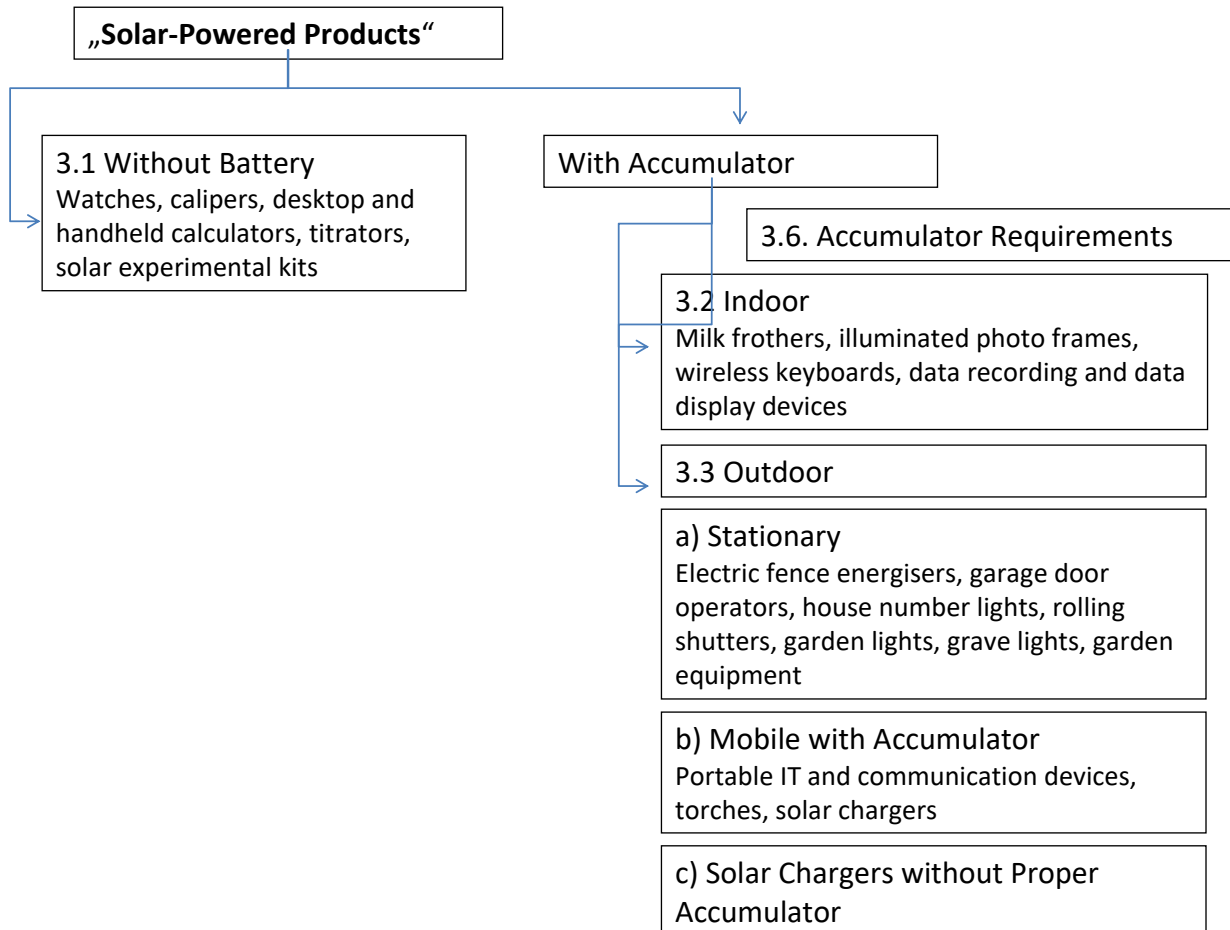 „Solar-Powered Products“
3.1 Without Battery
Watches, calipers, desktop and
handheld calculators, titrators,
solar experimental kits
With Accumulator
3.6. Accumulator Requirements
3.2 Indoor
Milk frothers, illuminated photo frames,
wireless keyboards, data recording and data
display devices
3.3 Outdoor
a) Stationary
Electric fence energisers, garage door
operators, house number lights, rolling
shutters, garden lights, grave lights, garden
equipment
b) Mobile with Accumulator
Portable IT and communication devices,
torches, solar chargers
c) Solar Chargers without Proper
Accumulator